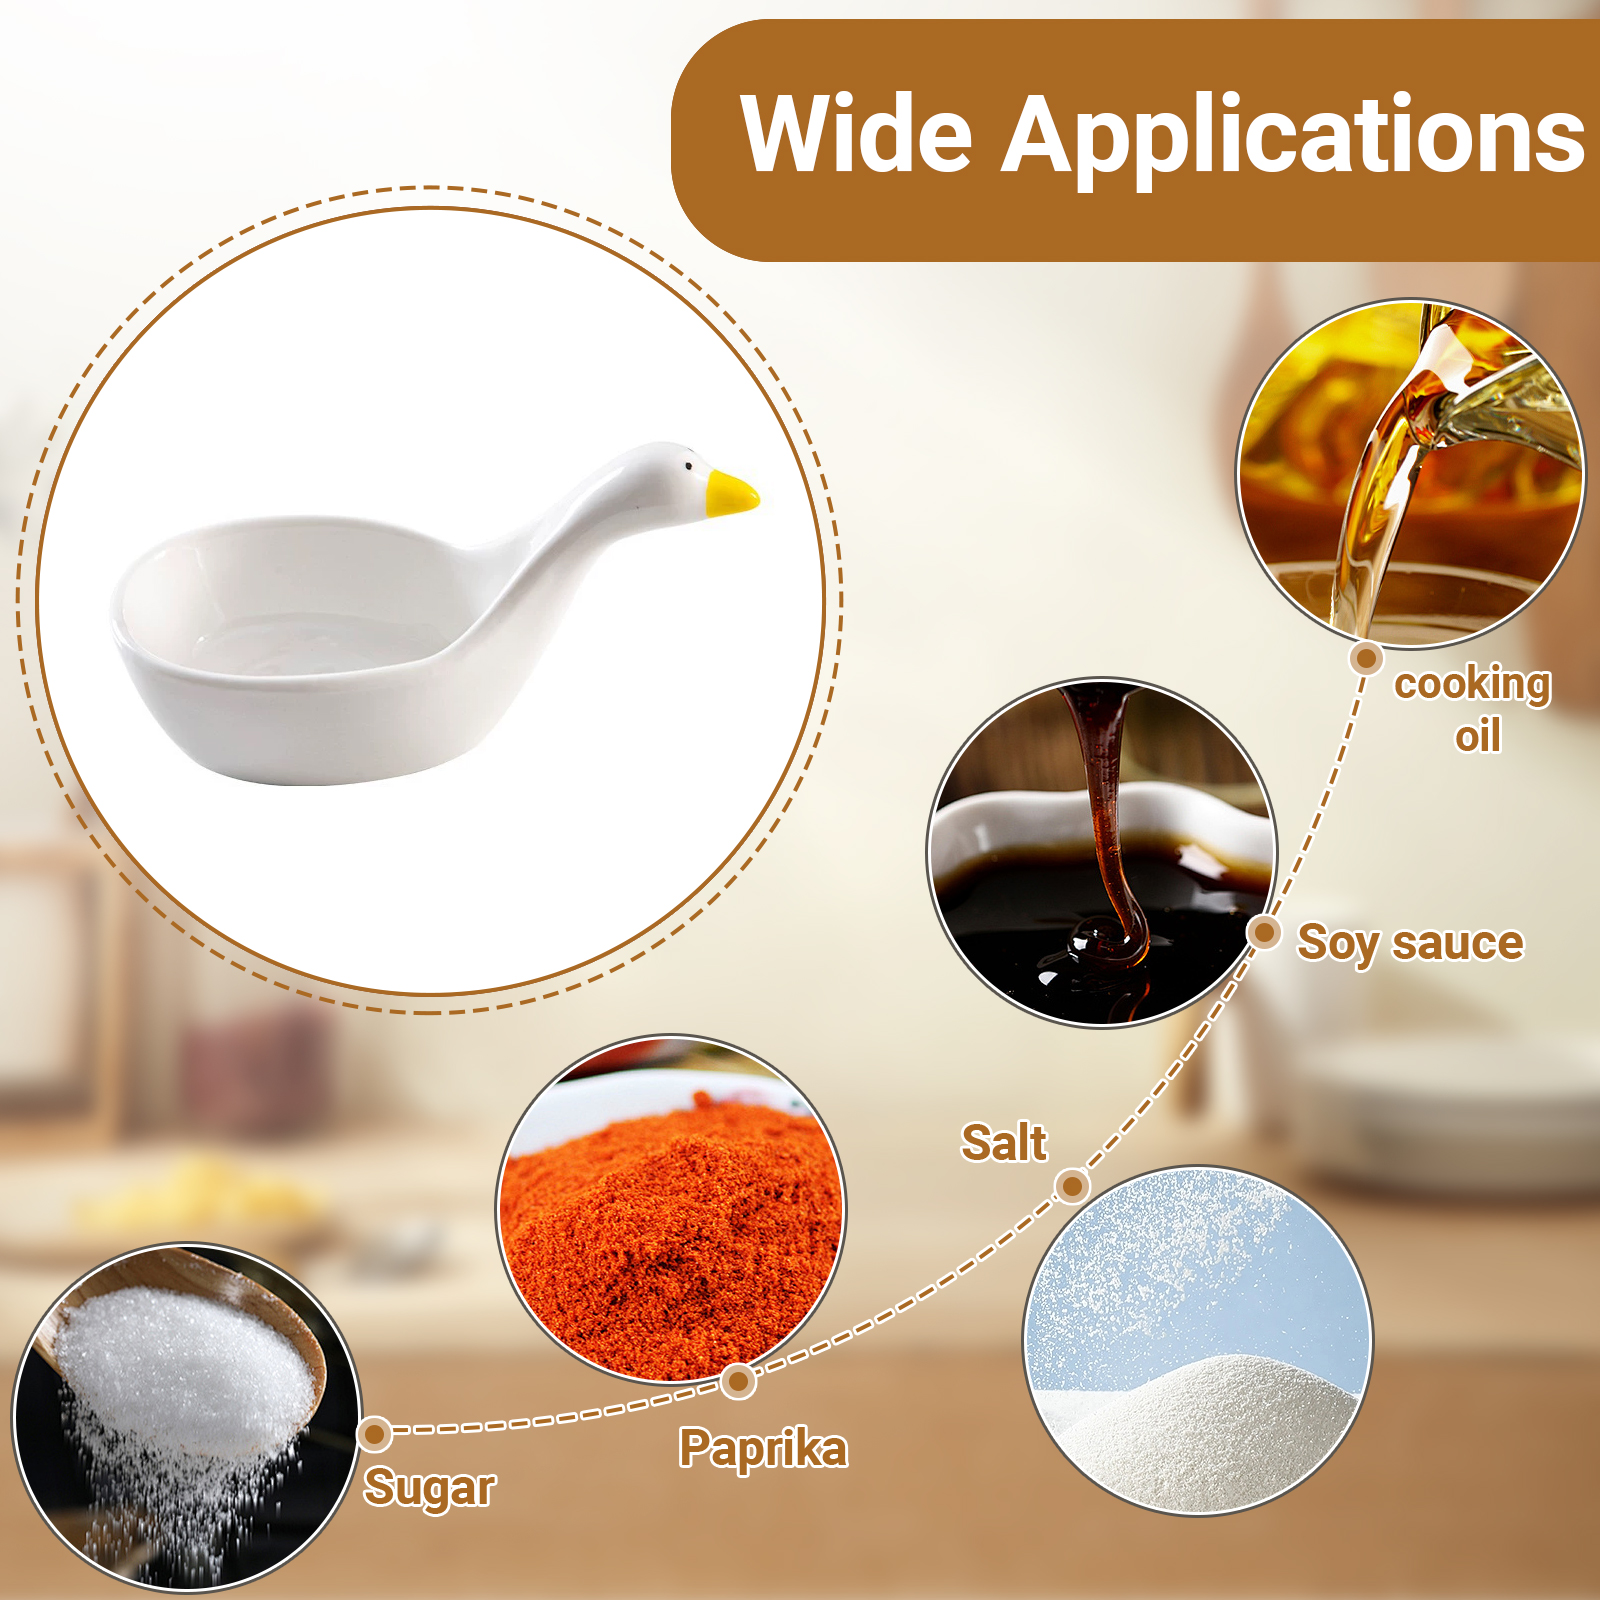 Wide Applications
cooking
oil
Soy sauce
Salt
Paprika
Sugar